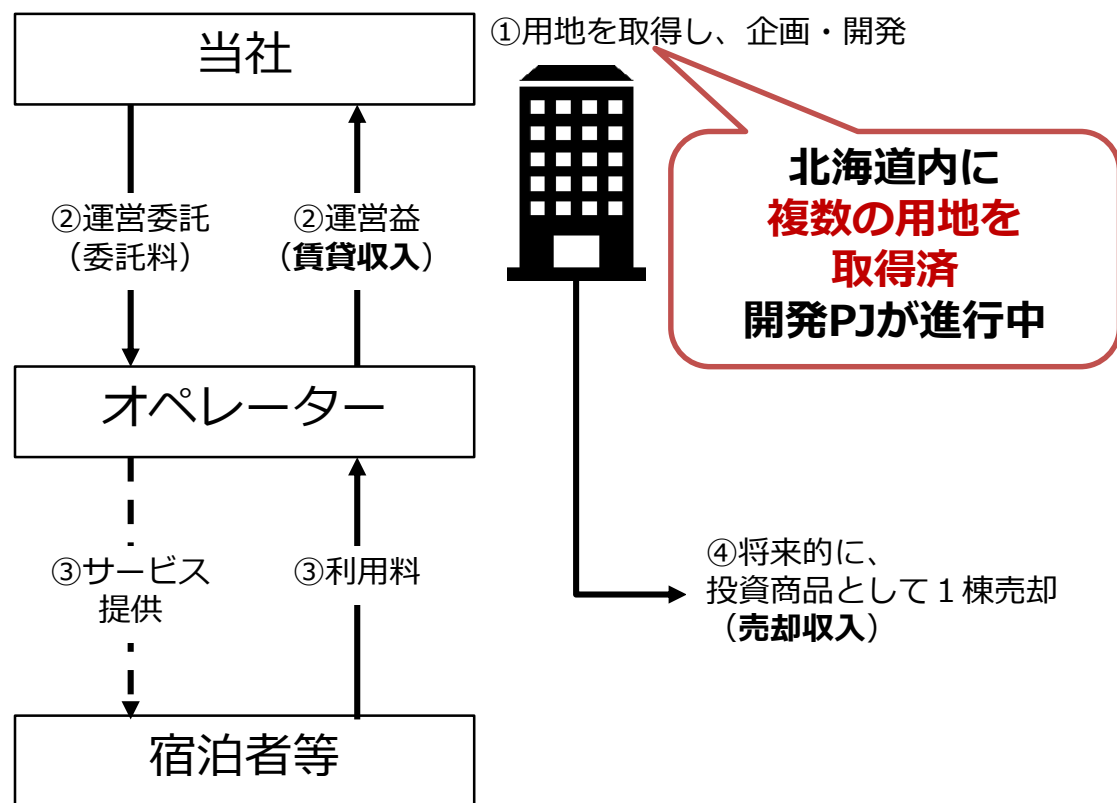 当社
①用地を取得し、企画・開発
北海道内に
複数の用地を
取得済
開発PJが進行中
②運営委託
（委託料）
②運営益
（賃貸収入）
オペレーター
③サービス
提供
③利用料
④将来的に、
投資商品として１棟売却
（売却収入）
宿泊者等